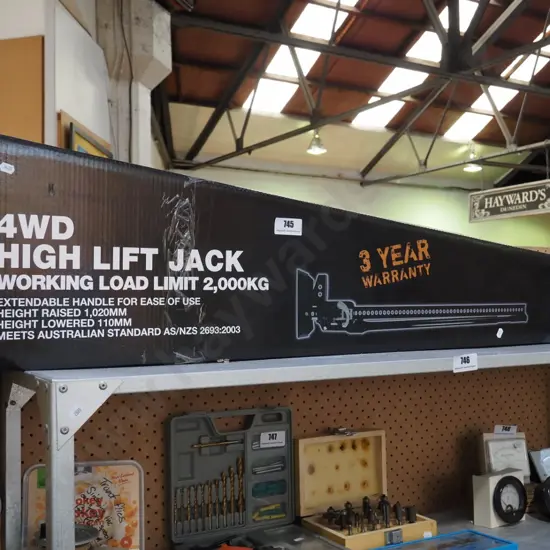 HAYWARD'S
DUNEDIN
745
4WD
HIGH LIFT JACK
WORKING LOAD LIMIT 2,000KG
EXTENDABLE HANDLE FOR EASE OF USE
HEIGHT RAISED 1,020MM
HEIGHT LOWERED 110MM
MEETS AUSTRALIAN STANDARD AS/NZS 2693:2003
3 YEAR
WARRANTY
746
747